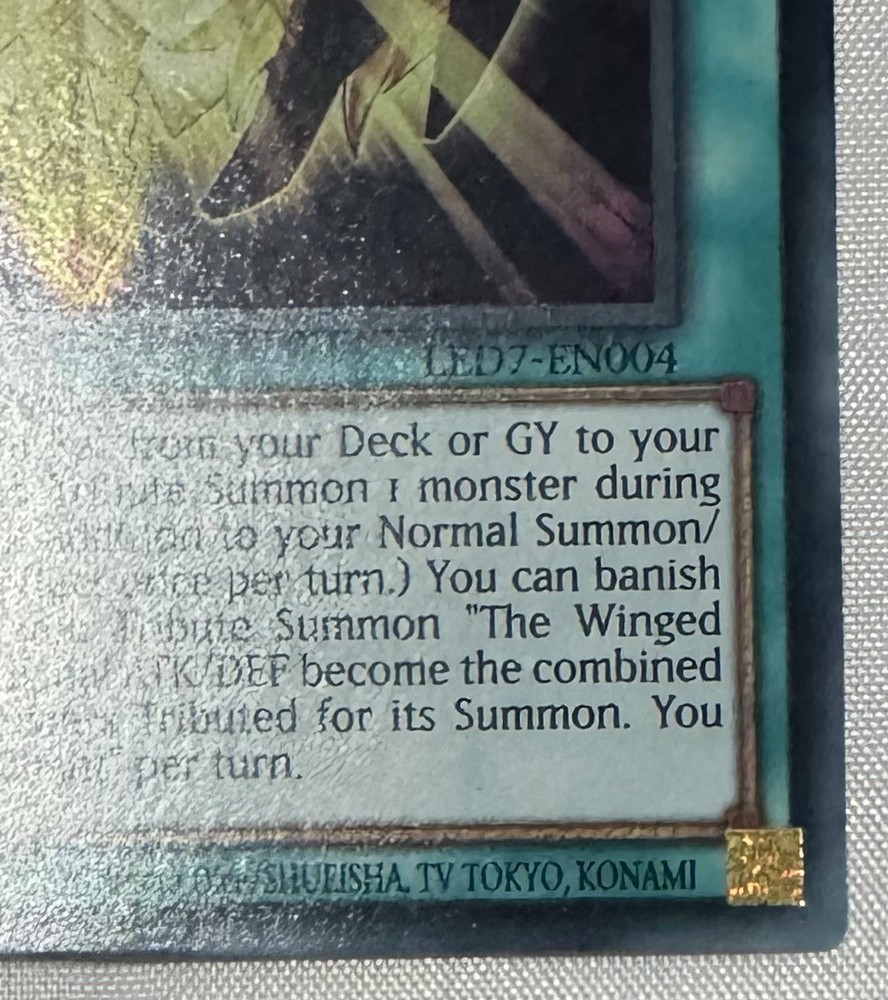 LED7-EN004
from your Deck or GY to your
Tribute Summon 1 monster during
to your Normal Summon/
per turn.) You can banish
Tribute Summon "The Winged
ATK/DEF become the combined
Tributed for its Summon. You
per turn.
SHUEISHA, TV TOKYO, KONAMI